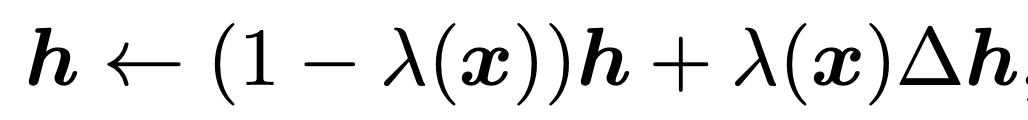 h ← (1 − λ(x))h + λ(x)Δh,